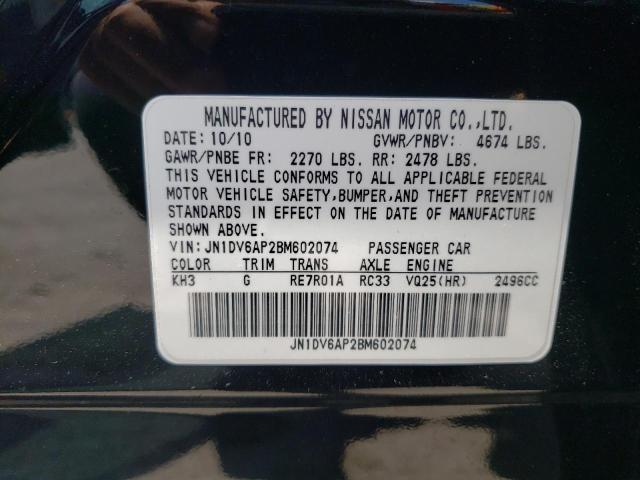 MANUFACTURED BY NISSAN MOTOR CO.,LTD.
DATE: 10/10 GVWR/PNBV: 4674 LBS.
GAWR/PNBE FR: 2270 LBS. RR: 2478 LBS.
THIS VEHICLE CONFORMS TO ALL APPLICABLE FEDERAL
MOTOR VEHICLE SAFETY,BUMPER,AND THEFT PREVENTION
STANDARDS IN EFFECT ON THE DATE OF MANUFACTURE
SHOWN ABOVE.
VIN: JN1DV6AP2BM602074 PASSENGER CAR
COLOR TRIM TRANS AXLE ENGINE
KH3 G RE7R01A RC33 VQ25(HR) 2496CC
JN1DV6AP2BM602074